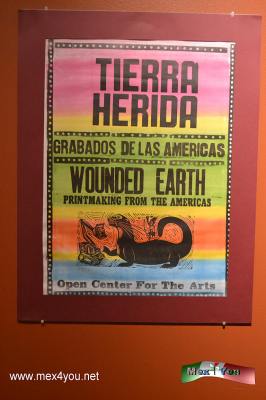 TIERRA
HERIDA
GRABADOS DE LAS AMERICAS
WOUNDED EARTH
PRINTMAKING FROM THE AMERICAS
Open Center For The Arts
www.mex4you.net
Mex4You